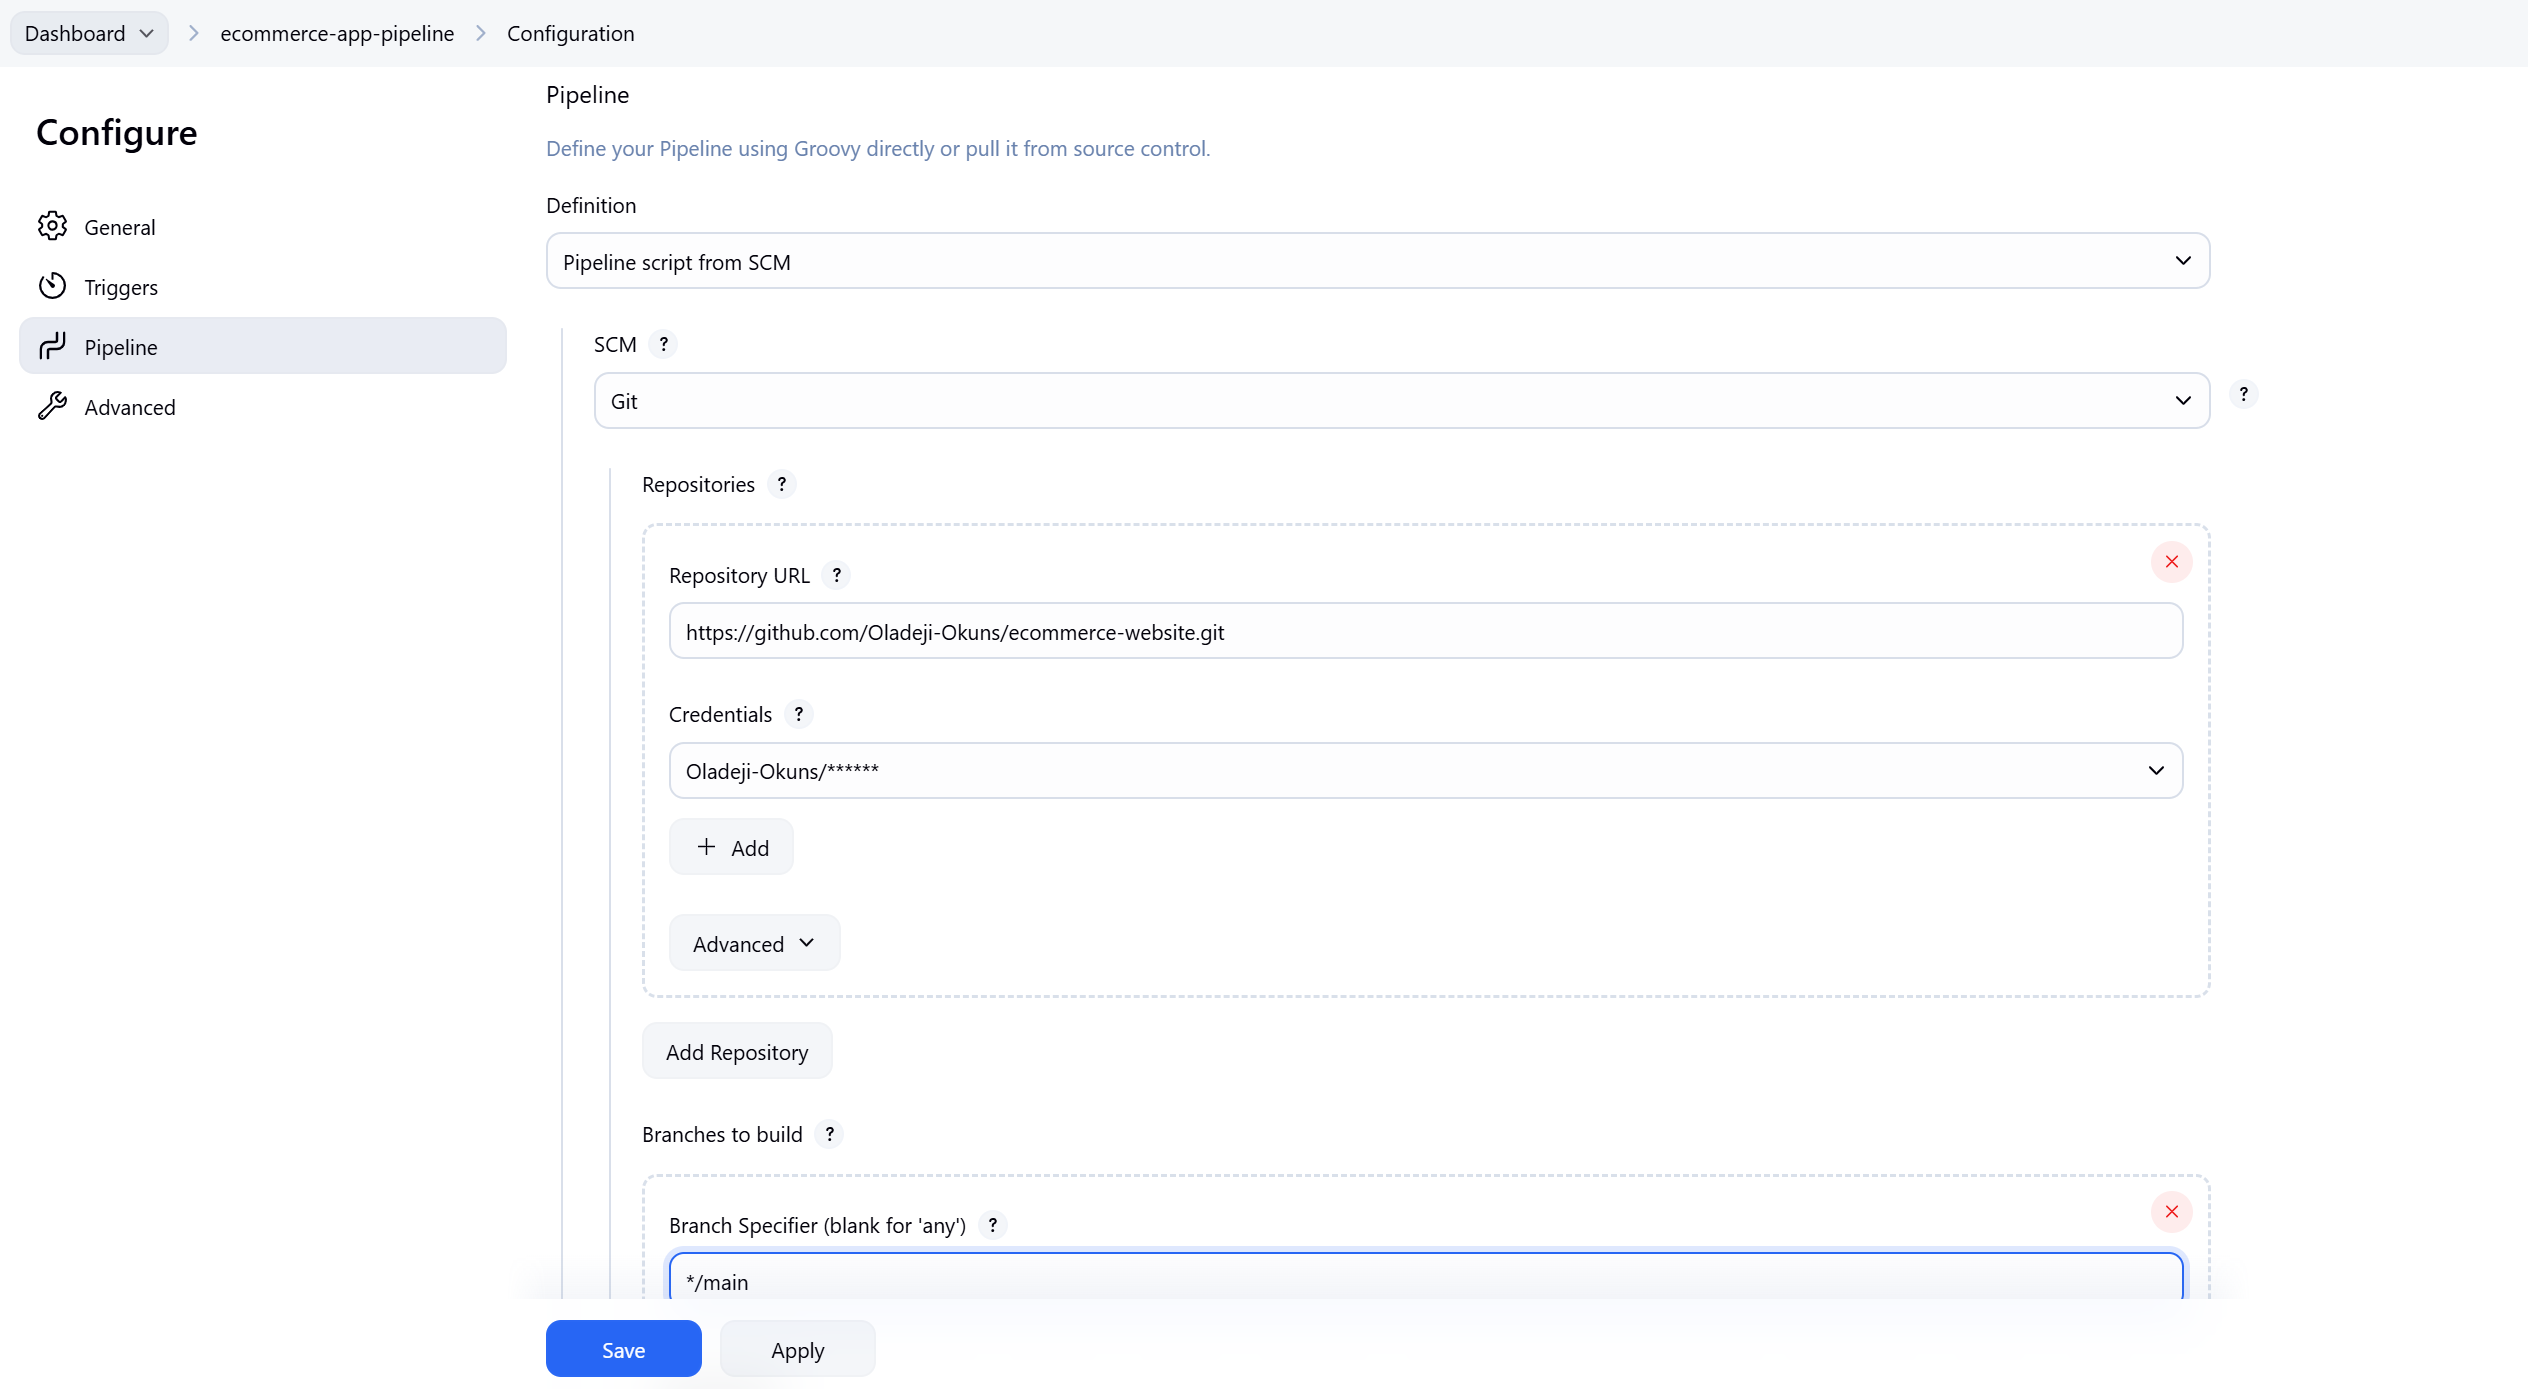 Dashboard
ecommerce-app-pipeline
Configuration
Configure
General
Triggers
Pipeline
Advanced
Pipeline
Define your Pipeline using Groovy directly or pull it from source control.
Definition
Pipeline script from SCM
SCM ?
Git
?
Repositories ?
Repository URL ?
https://github.com/Oladeji-Okuns/ecommerce-website.git
Credentials ?
Oladeji-Okuns/******
+ Add
Advanced
Add Repository
Branches to build ?
Branch Specifier (blank for 'any') ?
*/main
Save
Apply